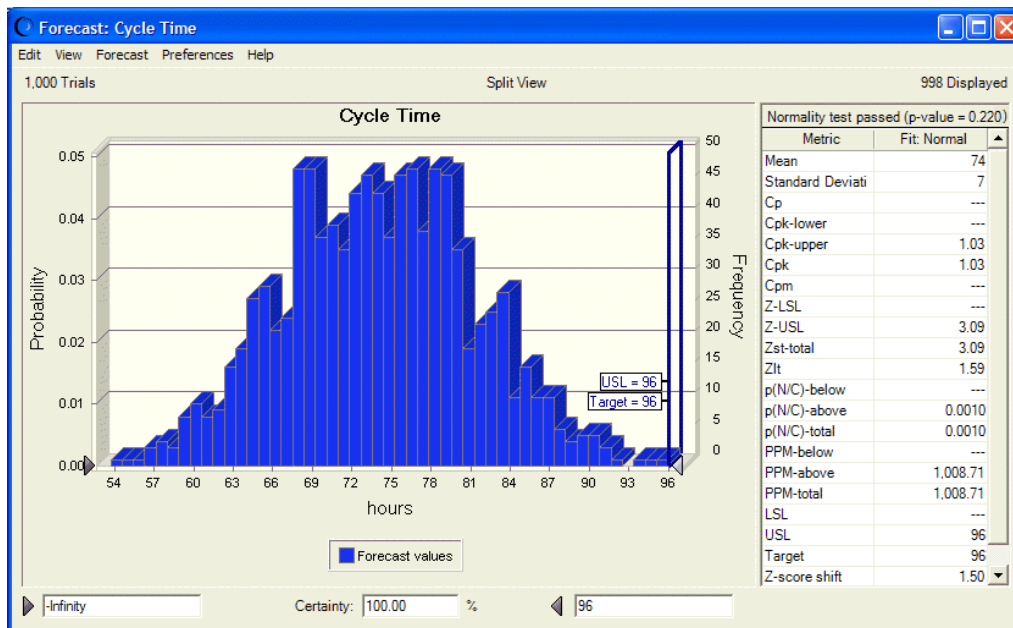 Forecast: Cycle Time
Edit View Forecast Preferences Help
1,000 Trials Split View 998 Displayed
Cycle Time
Probability
0.05
0.04
0.03
0.02
0.01
0.00
50
45
40
35
30
25
20
15
10
5
0
Frequency
USL = 96
Target = 96
54 57 60 63 66 69 72 75 78 81 84 87 90 93 96
hours
Forecast values
Normality test passed (p-value = 0.220)
Metric Fit: Normal
Mean 74
Standard Deviati 7
Cp ---
Cpk-lower ---
Cpk-upper 1.03
Cpk 1.03
Cpm ---
Z-LSL ---
Z-USL 3.09
Zst-total 3.09
Zlt 1.59
p(N/C)-below ---
p(N/C)-above 0.0010
p(N/C)-total 0.0010
PPM-below ---
PPM-above 1,008.71
PPM-total 1,008.71
LSL ---
USL 96
Target 96
Z-score shift 1.50
-Infinity Certainty: 100.00 % 96